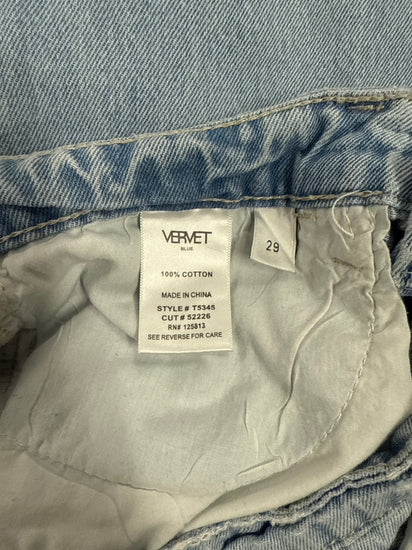 VERVET
BLUE
100% COTTON
MADE IN CHINA
STYLE # T5345
CUT # 52226
RN# 125813
SEE REVERSE FOR CARE
29